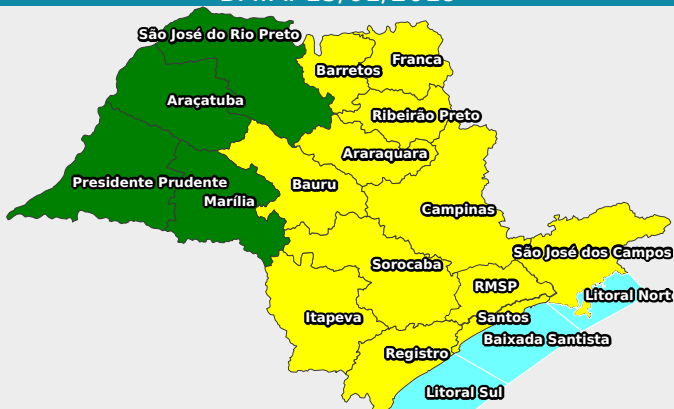 São José do Rio Preto
Barretos
Franca
Araçatuba
Ribeirão Preto
Araraquara
Presidente Prudente
Bauru
Marília
Campinas
São José dos Campos
Sorocaba
RMSP
Litoral Nort
Itapeva
Santos
Baixada Santista
Registro
Litoral Sul